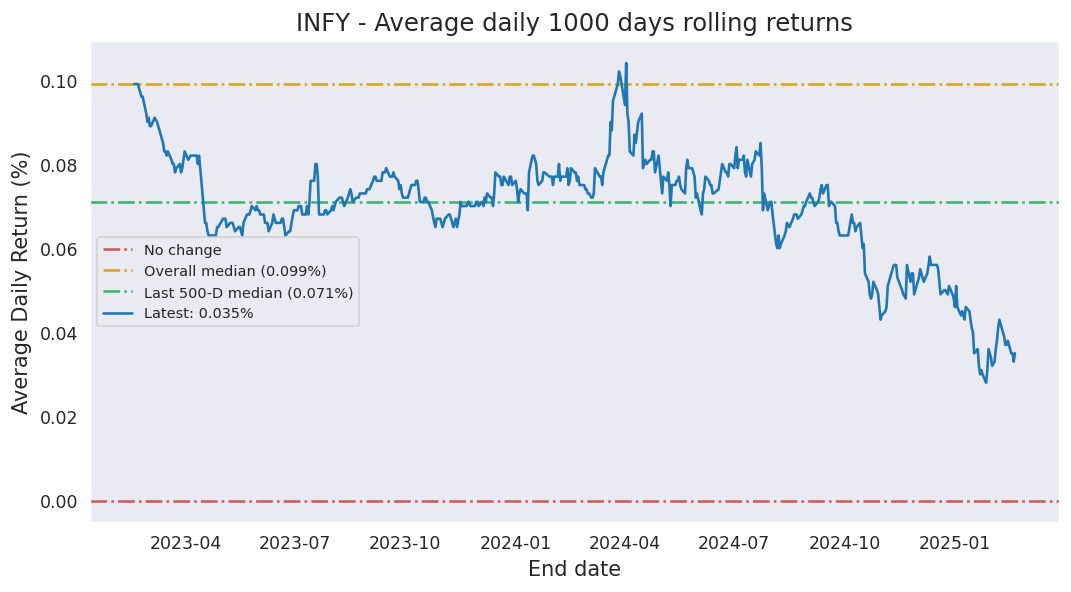 INFY - Average daily 1000 days rolling returns
Average Daily Return (%)
0.10
0.08
0.06
0.04
0.02
0.00
No change
Overall median (0.099%)
Last 500-D median (0.071%)
Latest: 0.035%
2023-04 2023-07 2023-10 2024-01 2024-04 2024-07 2024-10 2025-01
End date